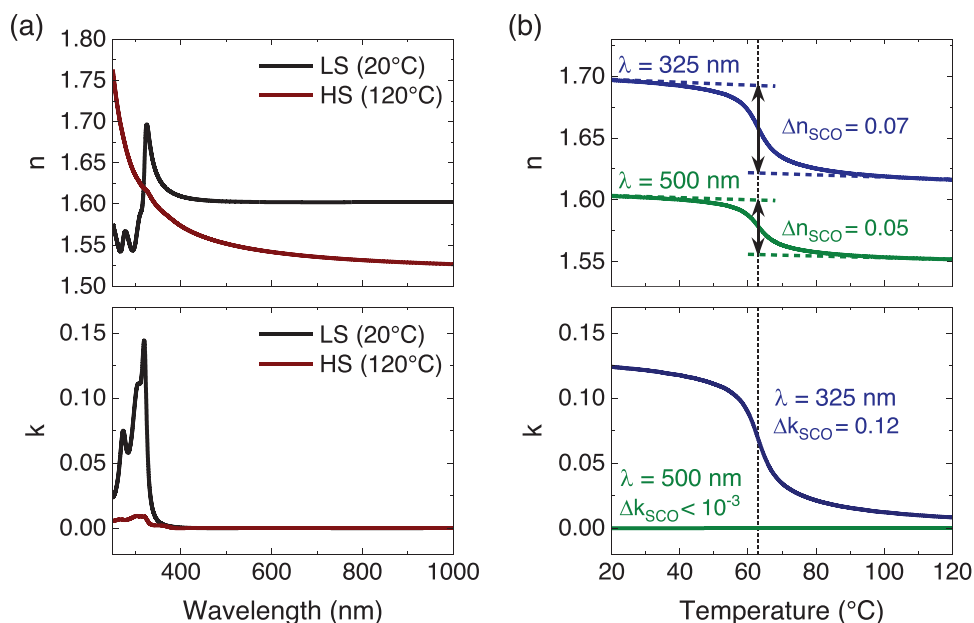 (a)
n
1.80
1.75
1.70
1.65
1.60
1.55
1.50
LS (20°C)
HS (120°C)
k
0.15
0.10
0.05
0.00
LS (20°C)
HS (120°C)
400 600 800 1000
Wavelength (nm)
(b)
n
1.70
1.65
1.60
1.55
λ = 325 nm
Δn_SCO = 0.07
λ = 500 nm
Δn_SCO = 0.05
k
0.15
0.10
0.05
0.00
λ = 325 nm
Δk_SCO = 0.12
λ = 500 nm
Δk_SCO < 10⁻³
20 40 60 80 100 120
Temperature (°C)